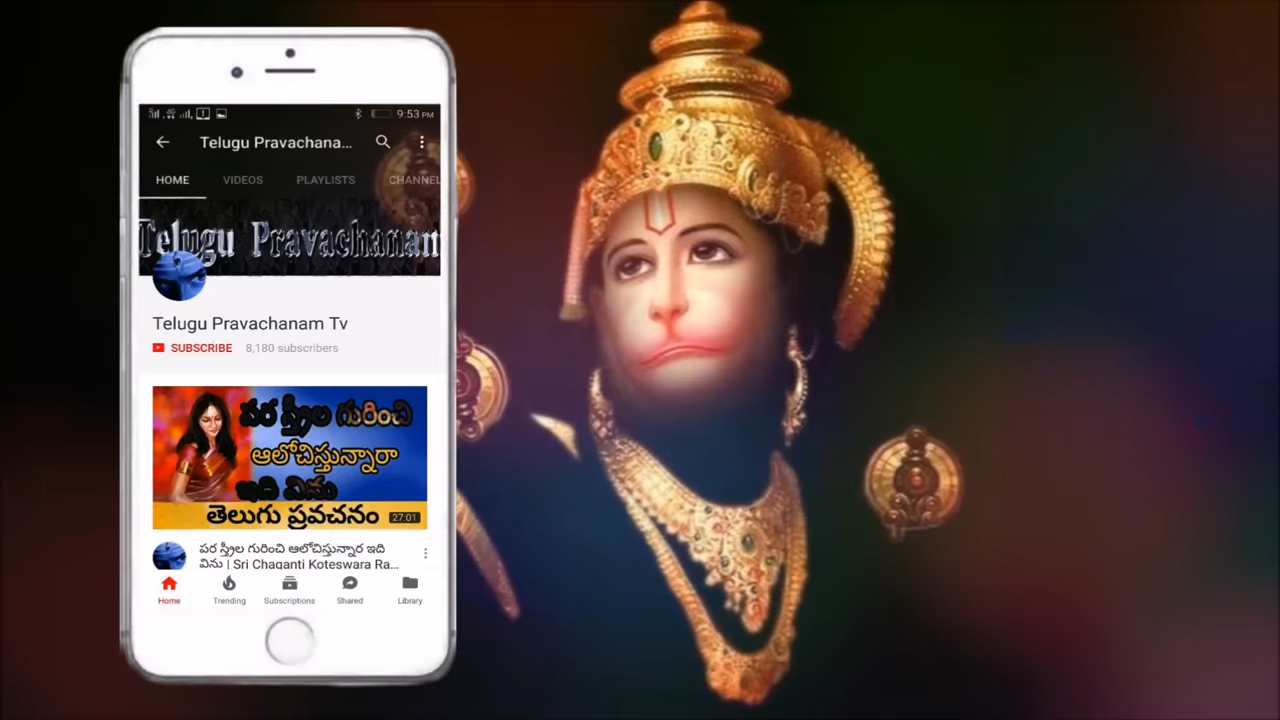 9:53 PM
Telugu Pravachana...
HOME VIDEOS PLAYLISTS CHANNEL
Telugu Pravachanam
Telugu Pravachanam Tv
SUBSCRIBE 8,180 subscribers
పర స్త్రీల గురించి
ఆలోచిస్తున్నారా
ఇది విను
తెలుగు ప్రవచనం 27:01
పర స్త్రీల గురించి ఆలోచిస్తున్నార ఇది
విను | Sri Chaganti Koteswara Ra...
Home Trending Subscriptions Shared Library